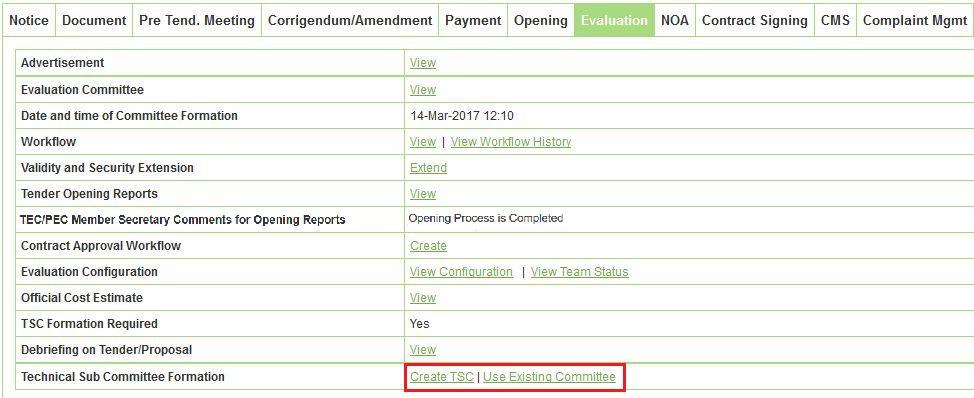 Notice Document Pre Tend. Meeting Corrigendum/Amendment Payment Opening Evaluation NOA Contract Signing CMS Complaint Mgmt
Advertisement View
Evaluation Committee View
Date and time of Committee Formation 14-Mar-2017 12:10
Workflow View | View Workflow History
Validity and Security Extension Extend
Tender Opening Reports View
TEC/PEC Member Secretary Comments for Opening Reports Opening Process is Completed
Contract Approval Workflow Create
Evaluation Configuration View Configuration | View Team Status
Official Cost Estimate View
TSC Formation Required Yes
Debriefing on Tender/Proposal View
Technical Sub Committee Formation Create TSC | Use Existing Committee